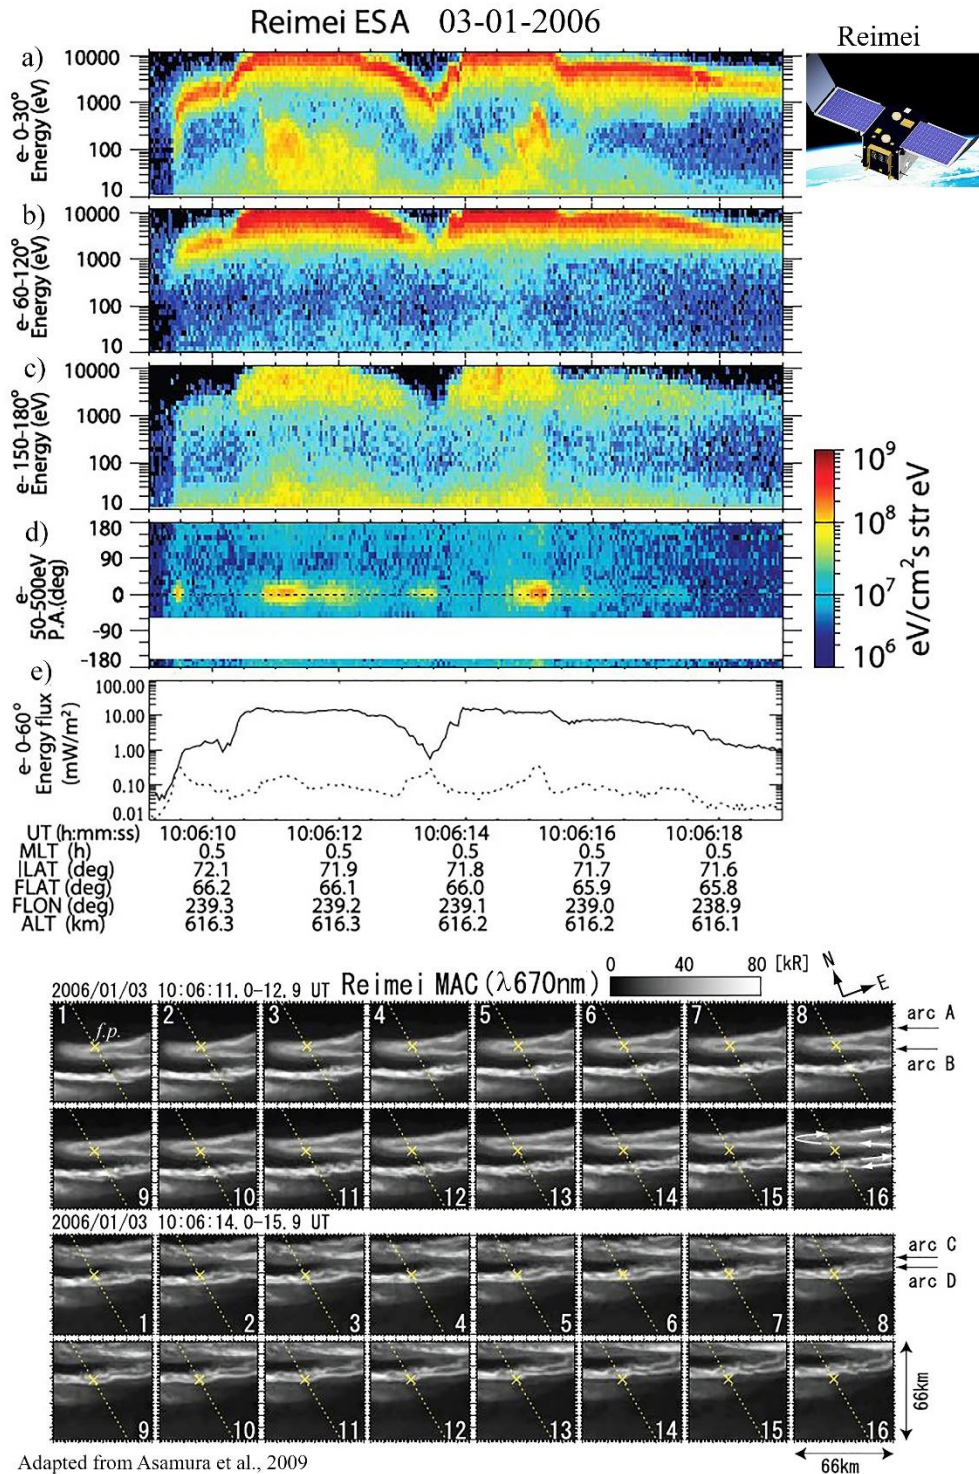 Reimei ESA 03-01-2006
Reimei
a)
e- 0-30°
Energy (eV)
10000
1000
100
10
b)
e- 60-120°
Energy (eV)
10000
1000
100
10
c)
e- 150-180°
Energy (eV)
10000
1000
100
10
d)
e-
50-500eV
P.A.(deg)
180
90
0
-90
-180
10⁹
10⁸
10⁷
10⁶
eV/cm² s str eV
e)
e- 0-60°
Energy flux
(mW/m²)
100.00
10.00
1.00
0.10
0.01
UT (h:mm:ss) 10:06:10 10:06:12 10:06:14 10:06:16 10:06:18
MLT (h) 0.5 0.5 0.5 0.5 0.5
ILAT (deg) 72.1 71.9 71.8 71.7 71.6
FLAT (deg) 66.2 66.1 66.0 65.9 65.8
FLON (deg) 239.3 239.2 239.1 239.0 238.9
ALT (km) 616.3 616.3 616.2 616.2 616.1
0 40 80 [kR]
N
E
2006/01/03 10:06:11.0-12.9 UT Reimei MAC (λ670nm)
1 2 3 4 5 6 7 8
f.p.
arc A
arc B
9 10 11 12 13 14 15 16
2006/01/03 10:06:14.0-15.9 UT
arc C
arc D
1 2 3 4 5 6 7 8
9 10 11 12 13 14 15 16
66km
66km
Adapted from Asamura et al., 2009